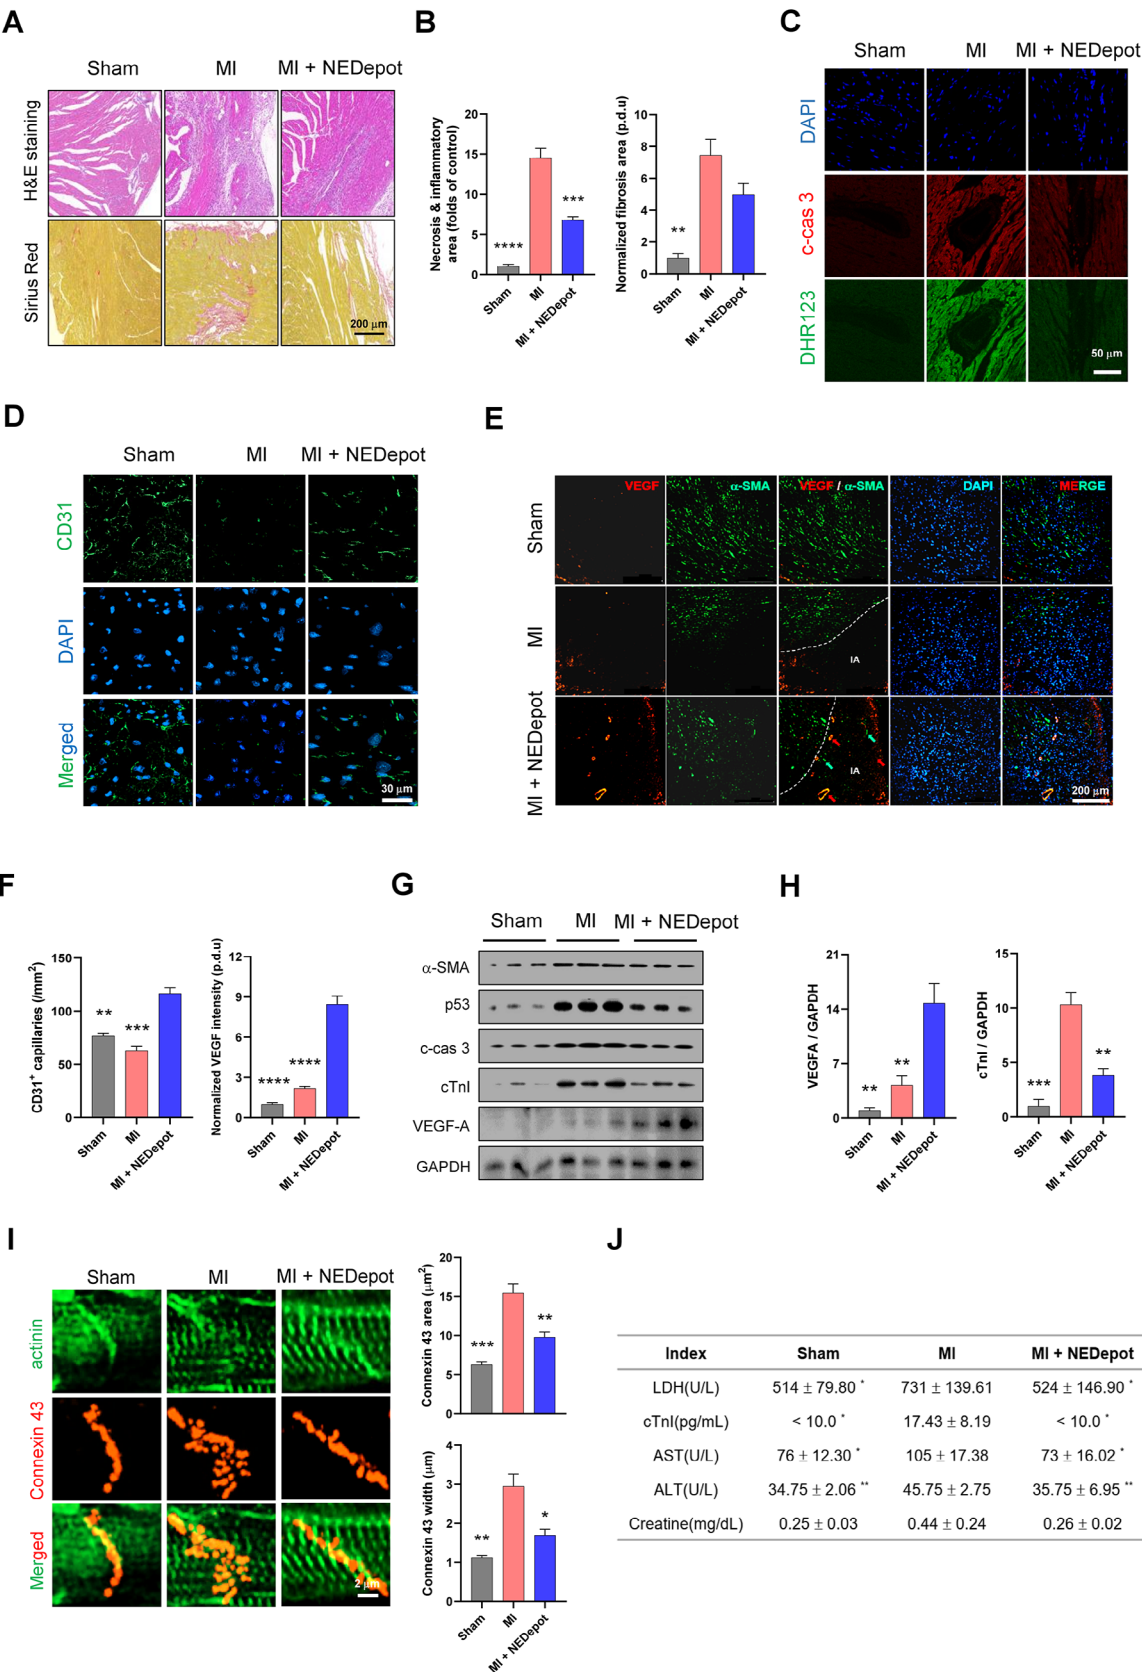 A
Sham
MI
MI + NEDepot
H&E staining
Sirius Red
200 μm
B
Necrosis & inflammatory
area (folds of control)
20
15
10
5
0
****
***
Sham
MI
MI + NEDepot
Normalized fibrosis area (p.d.u)
10
8
6
4
2
0
**
Sham
MI
MI + NEDepot
C
Sham
MI
MI + NEDepot
DAPI
c-cas 3
DHR123
50 μm
D
Sham
MI
MI + NEDepot
CD31
DAPI
Merged
30 μm
E
VEGF
α-SMA
VEGF / α-SMA
DAPI
MERGE
Sham
MI
IA
MI + NEDepot
IA
200 μm
F
CD31+ capillaries (/mm2)
150
100
50
0
**
***
Sham
MI
MI + NEDepot
Normalized VEGF intensity (p.d.u)
12
9
6
3
0
****
****
Sham
MI
MI + NEDepot
G
Sham
MI
MI + NEDepot
α-SMA
p53
c-cas 3
cTnI
VEGF-A
GAPDH
H
VEGFA / GAPDH
21
14
7
0
**
**
Sham
MI
MI + NEDepot
cTnI / GAPDH
15
10
5
0
***
**
Sham
MI
MI + NEDepot
I
Sham
MI
MI + NEDepot
actinin
Connexin 43
Merged
2 μm
Connexin 43 area (μm2)
20
15
10
5
0
***
**
Connexin 43 width (μm)
4
3
2
1
0
**
*
Sham
MI
MI + NEDepot
J
Index Sham MI MI + NEDepot
LDH(U/L) 514 ± 79.80 * 731 ± 139.61 524 ± 146.90 *
cTnI(pg/mL) < 10.0 * 17.43 ± 8.19 < 10.0 *
AST(U/L) 76 ± 12.30 * 105 ± 17.38 73 ± 16.02 *
ALT(U/L) 34.75 ± 2.06 ** 45.75 ± 2.75 35.75 ± 6.95 **
Creatine(mg/dL) 0.25 ± 0.03 0.44 ± 0.24 0.26 ± 0.02